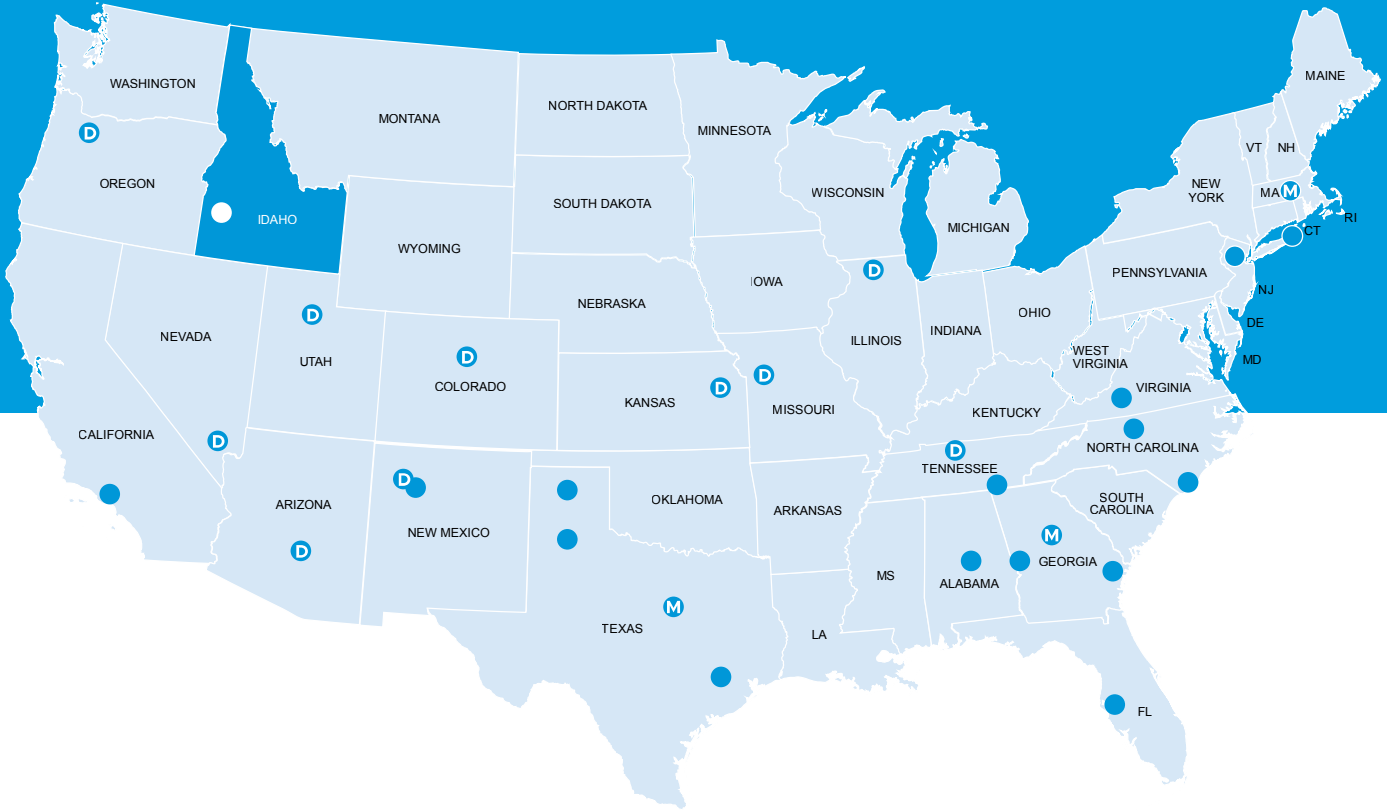 WASHINGTON
MAINE
MONTANA
NORTH DAKOTA
MINNESOTA
D
VT
NH
OREGON
WISCONSIN
NEW
YORK
MA
M
SOUTH DAKOTA
IDAHO
RI
MICHIGAN
CT
WYOMING
D
PENNSYLVANIA
IOWA
NJ
NEBRASKA
OHIO
D
DE
NEVADA
INDIANA
ILLINOIS
WEST
VIRGINIA
D
UTAH
MD
D
COLORADO
D
KANSAS
VIRGINIA
MISSOURI
KENTUCKY
CALIFORNIA
D
NORTH CAROLINA
D
TENNESSEE
D
ARIZONA
OKLAHOMA
SOUTH
CAROLINA
ARKANSAS
NEW MEXICO
M
D
GEORGIA
MS
ALABAMA
M
TEXAS
LA
FL